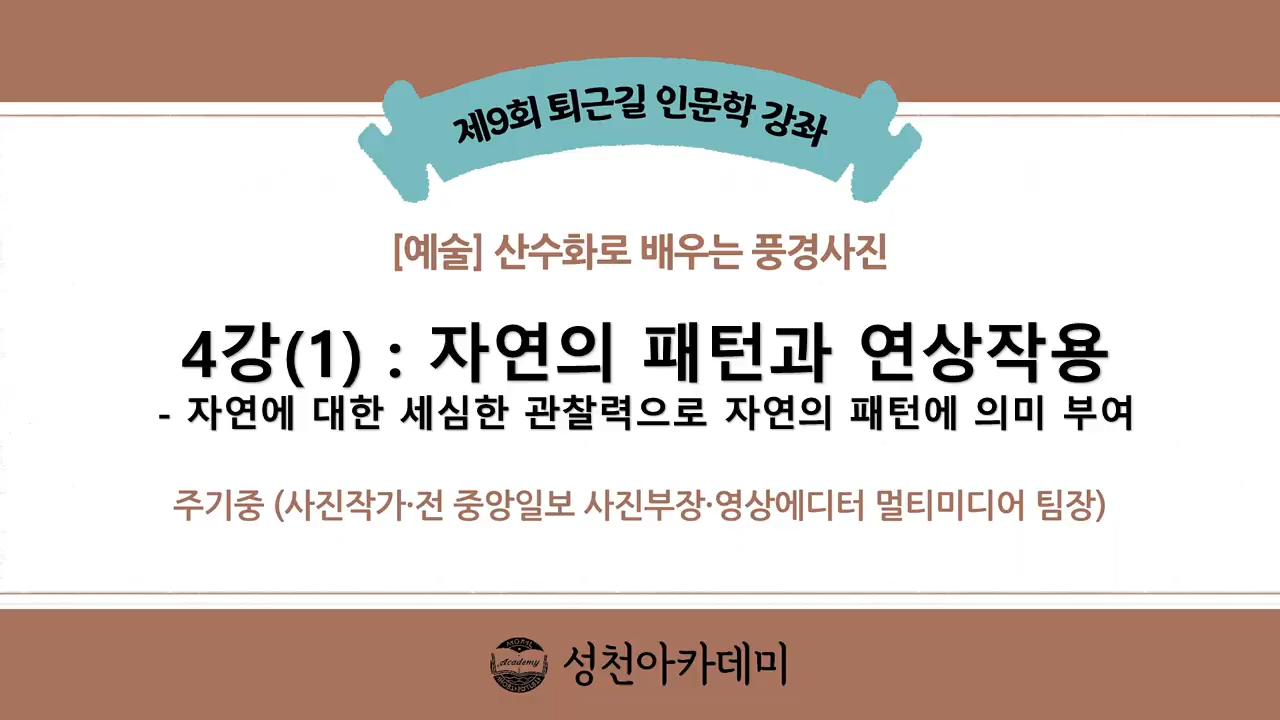 제9회 퇴근길 인문학 강좌
[예술] 산수화로 배우는 풍경사진
4강(1) : 자연의 패턴과 연상작용
- 자연에 대한 세심한 관찰력으로 자연의 패턴에 의미 부여
주기중 (사진작가·전 중앙일보 사진부장·영상에디터 멀티미디어 팀장)
Academy
성천아카데미